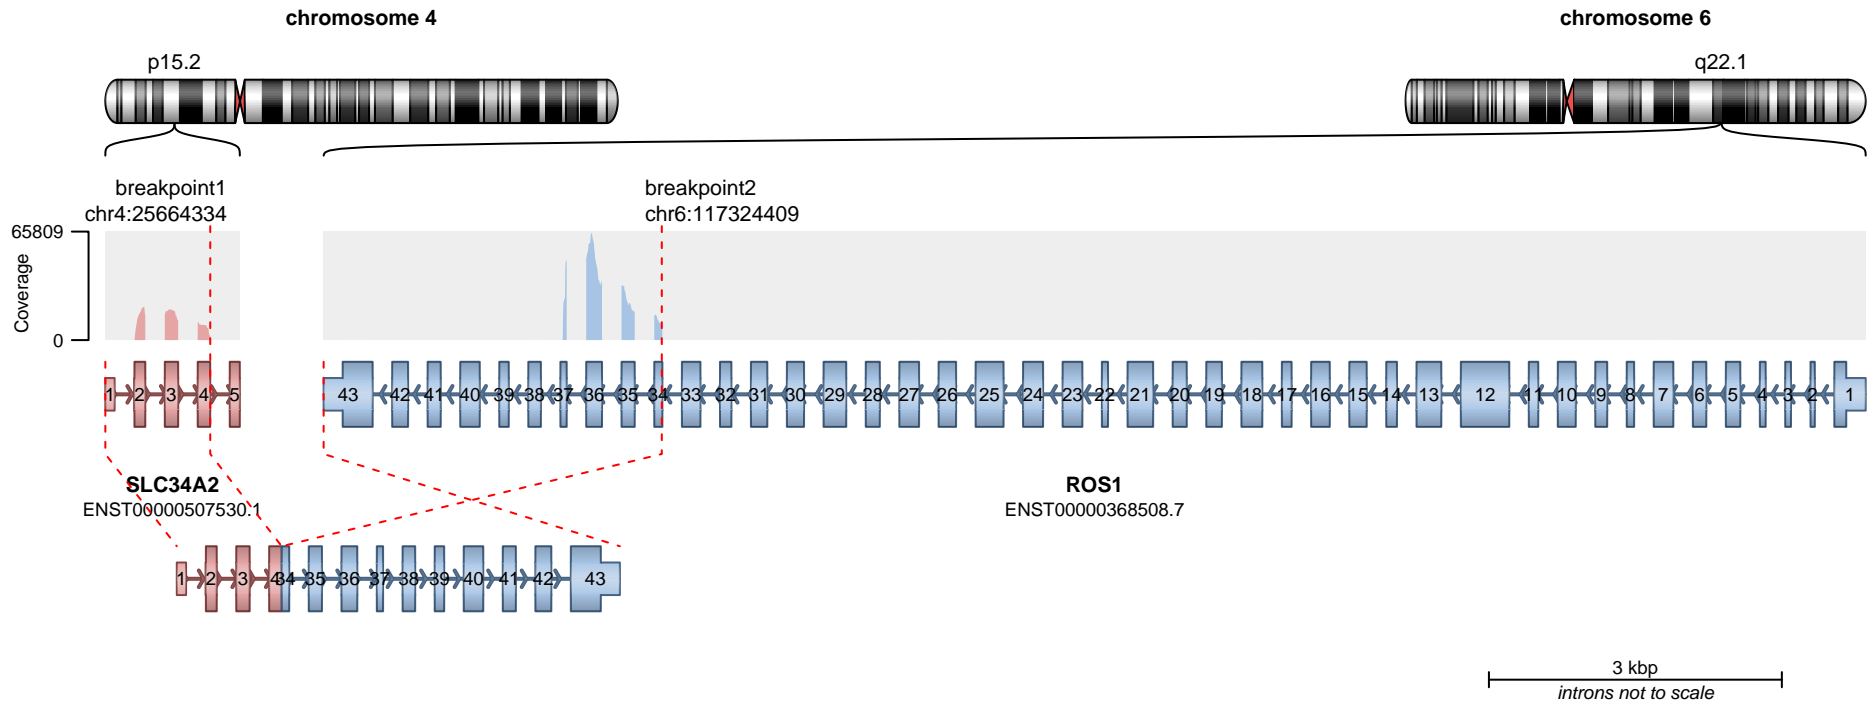 chromosome 4
chromosome 6
p15.2
q22.1
breakpoint1
chr4:25664334
breakpoint2
chr6:117324409
65809
Coverage
0
1 2 3 4 5
43 42 41 40 39 38 37 36 35 34 33 32 31 30 29 28 27 26 25 24 23 22 21 20 19 18 17 16 15 14 13 12 11 10 9 8 7 6 5 4 3 2 1
SLC34A2
ENST00000507530.1
ROS1
ENST00000368508.7
1 2 3 4 34 35 36 37 38 39 40 41 42 43
3 kbp
introns not to scale